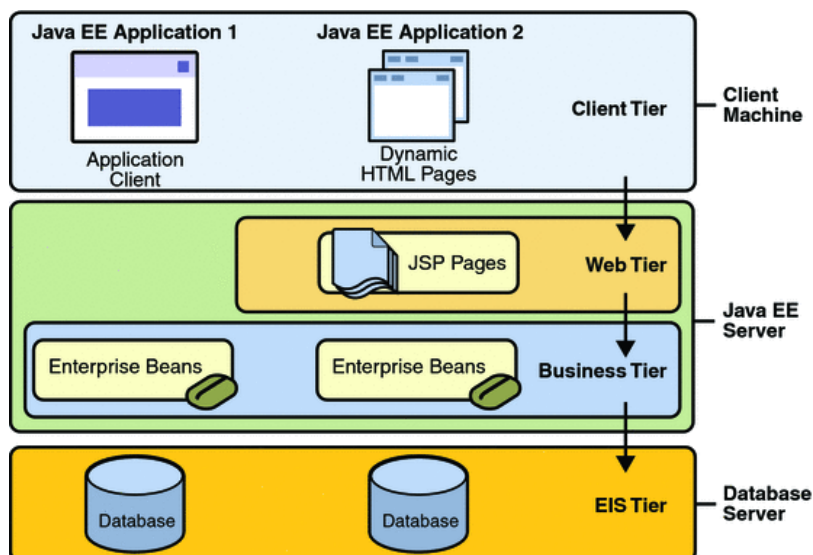 Java EE Application 1
Java EE Application 2
Application
Client
Dynamic
HTML Pages
Client Tier
Client
Machine
JSP Pages
Web Tier
Java EE
Server
Enterprise Beans
Enterprise Beans
Business Tier
Database
Database
EIS Tier
Database
Server